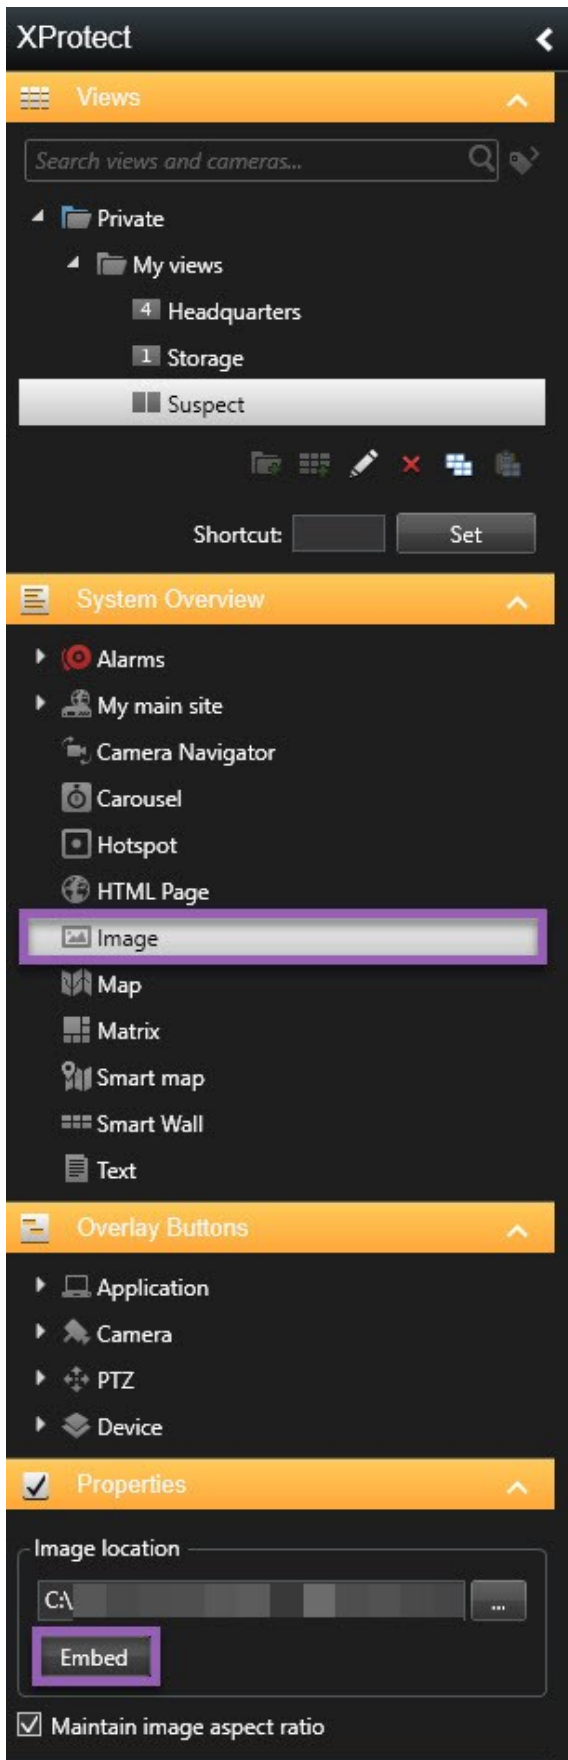 XProtect
Views
Search views and cameras...
Private
My views
4 Headquarters
1 Storage
Suspect
Shortcut: Set
System Overview
Alarms
My main site
Camera Navigator
Carousel
Hotspot
HTML Page
Image
Map
Matrix
Smart map
Smart Wall
Text
Overlay Buttons
Application
Camera
PTZ
Device
Properties
Image location
C:\ ...
Embed
Maintain image aspect ratio